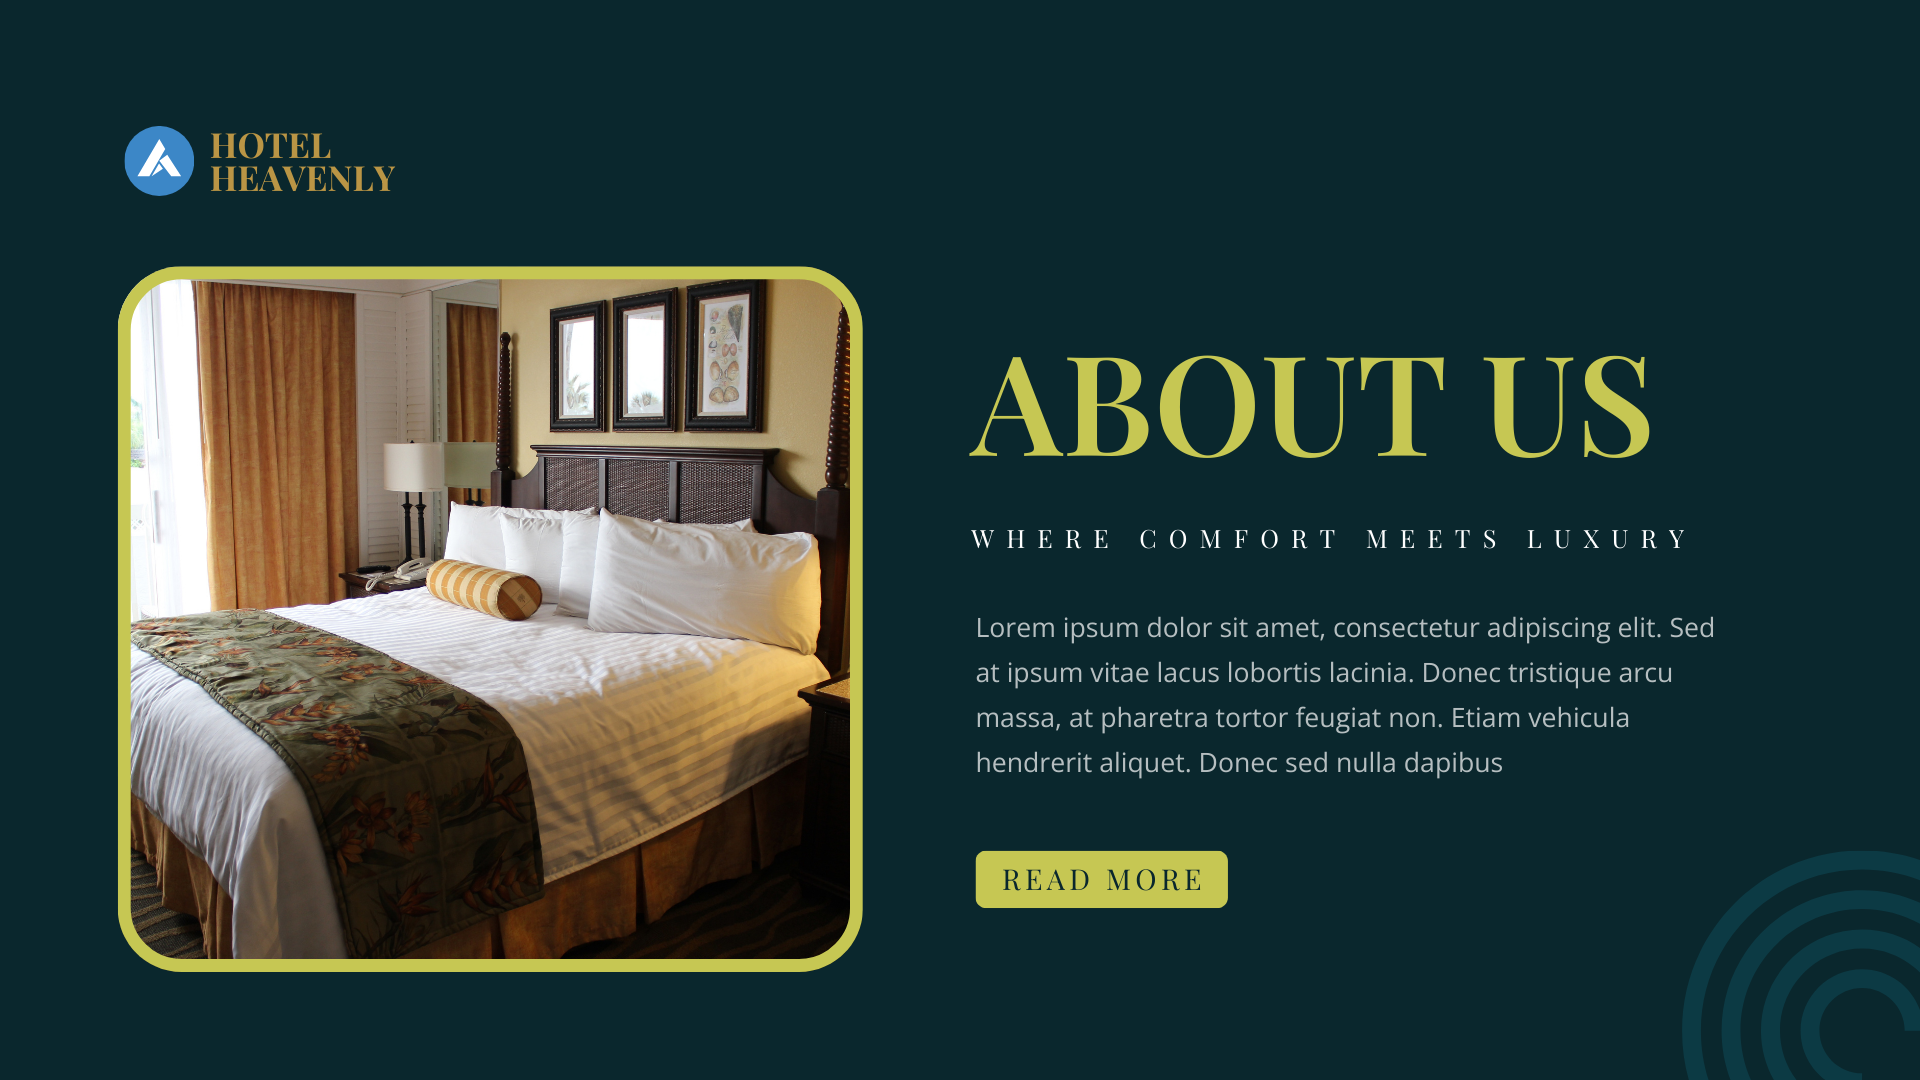 HOTEL
HEAVENLY
ABOUT US
WHERE COMFORT MEETS LUXURY
Lorem ipsum dolor sit amet, consectetur adipiscing elit. Sed
at ipsum vitae lacus lobortis lacinia. Donec tristique arcu
massa, at pharetra tortor feugiat non. Etiam vehicula
hendrerit aliquet. Donec sed nulla dapibus
READ MORE